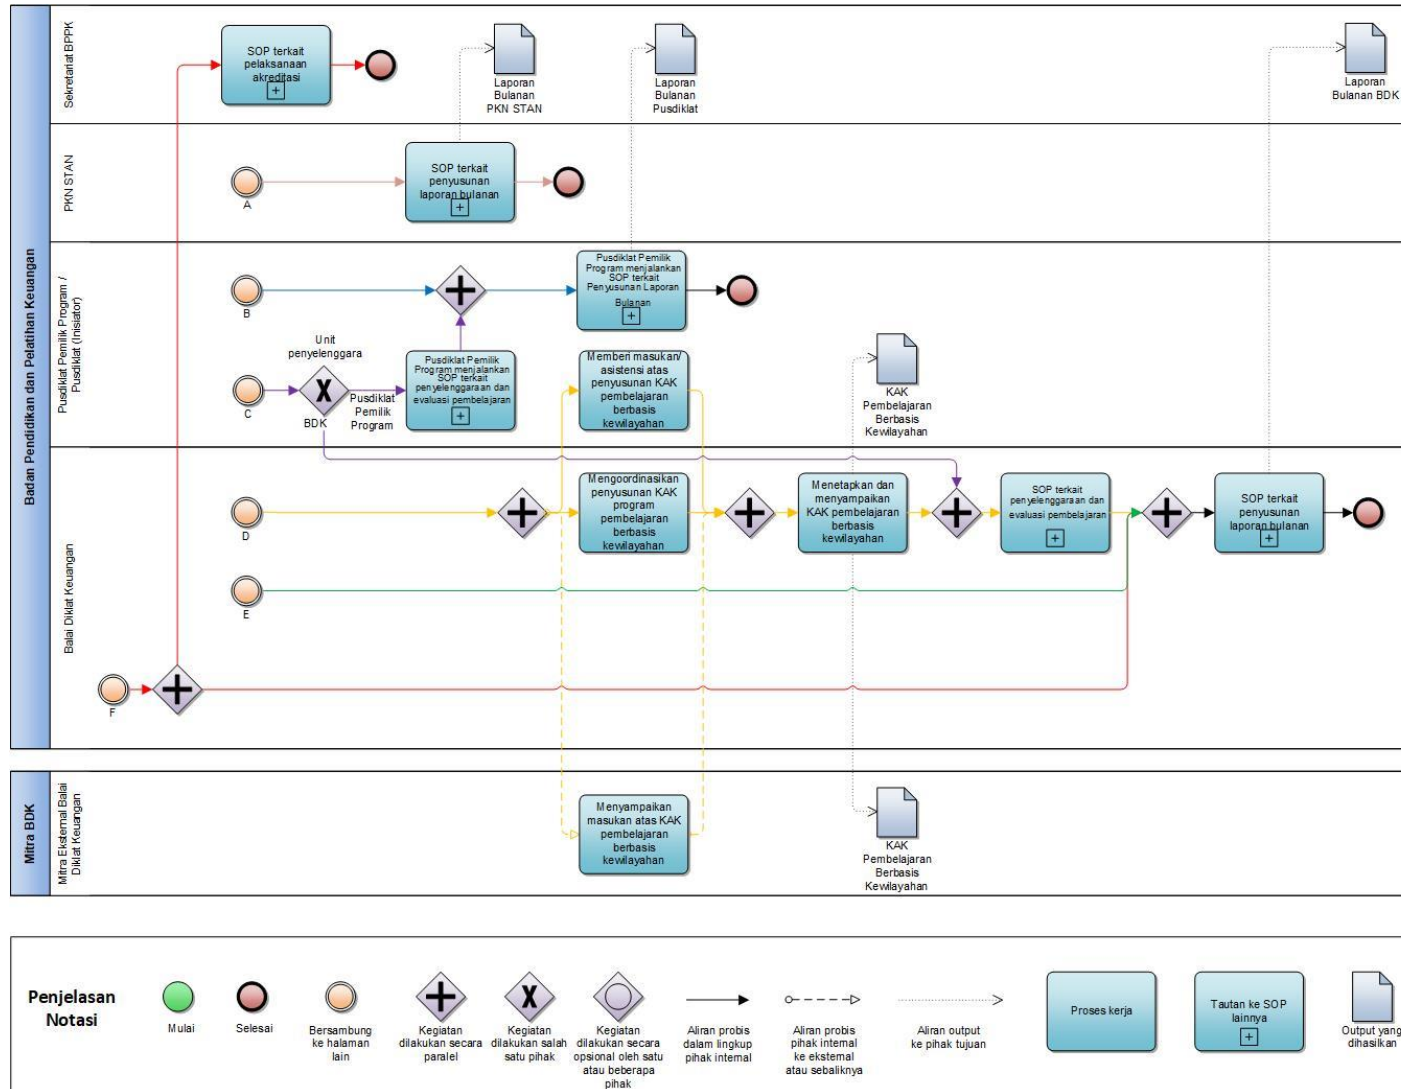 Badan Pendidikan dan Pelatihan Keuangan
Sekretariat BPPK
SOP terkait
pelaksanaan
akreditasi
Laporan
Bulanan
PKN STAN
Laporan
Bulanan
Pusdiklat
Laporan
Bulanan BDK
PKN STAN
A
SOP terkait
penyusunan
laporan bulanan
Pusdiklat Pemilik Program /
Pusdiklat (Inisiator)
B
Pusdiklat Pemilik
Program menjalankan
SOP terkait
Penyusunan Laporan
Bulanan
C
Unit
penyelenggara
BDK
Pusdiklat
Pemilik
Program
Pusdiklat Pemilik
Program menjalankan
SOP terkait
penyelenggaraan dan
evaluasi pembelajaran
Memberi masukan/
asistensi atas
penyusunan KAK
pembelajaran
berbasis
kewilayahan
KAK
Pembelajaran
Berbasis
Kewilayahan
Balai Diklat Keuangan
D
Mengoordinasikan
penyusunan KAK
program
pembelajaran
berbasis
kewilayahan
Menetapkan dan
menyampaikan
KAK pembelajaran
berbasis
kewilayahan
SOP terkait
penyelenggaraan dan
evaluasi pembelajaran
SOP terkait
penyusunan
laporan bulanan
E
F
Mitra BDK
Mitra Eksternal Balai
Diklat Keuangan
Menyampaikan
masukan atas KAK
pembelajaran
berbasis
kewilayahan
KAK
Pembelajaran
Berbasis
Kewilayahan
Penjelasan
Notasi
Mulai
Selesai
Bersambung
ke halaman
lain
Kegiatan
dilakukan secara
paralel
Kegiatan
dilakukan salah
satu pihak
Kegiatan
dilakukan secara
opsional oleh satu
atau beberapa
pihak
Aliran probis
dalam lingkup
pihak internal
Aliran probis
pihak internal
ke eksternal
atau sebaliknya
Aliran output
ke pihak tujuan
Proses kerja
Tautan ke SOP
lainnya
Output yang
dihasilkan